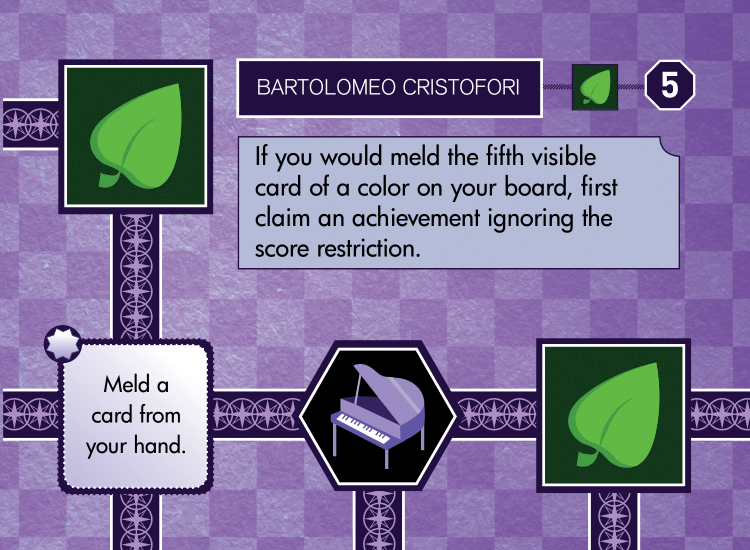 BARTOLOMEO CRISTOFORI
5
If you would meld the fifth visible
card of a color on your board, first
claim an achievement ignoring the
score restriction.
Meld a
card from
your hand.